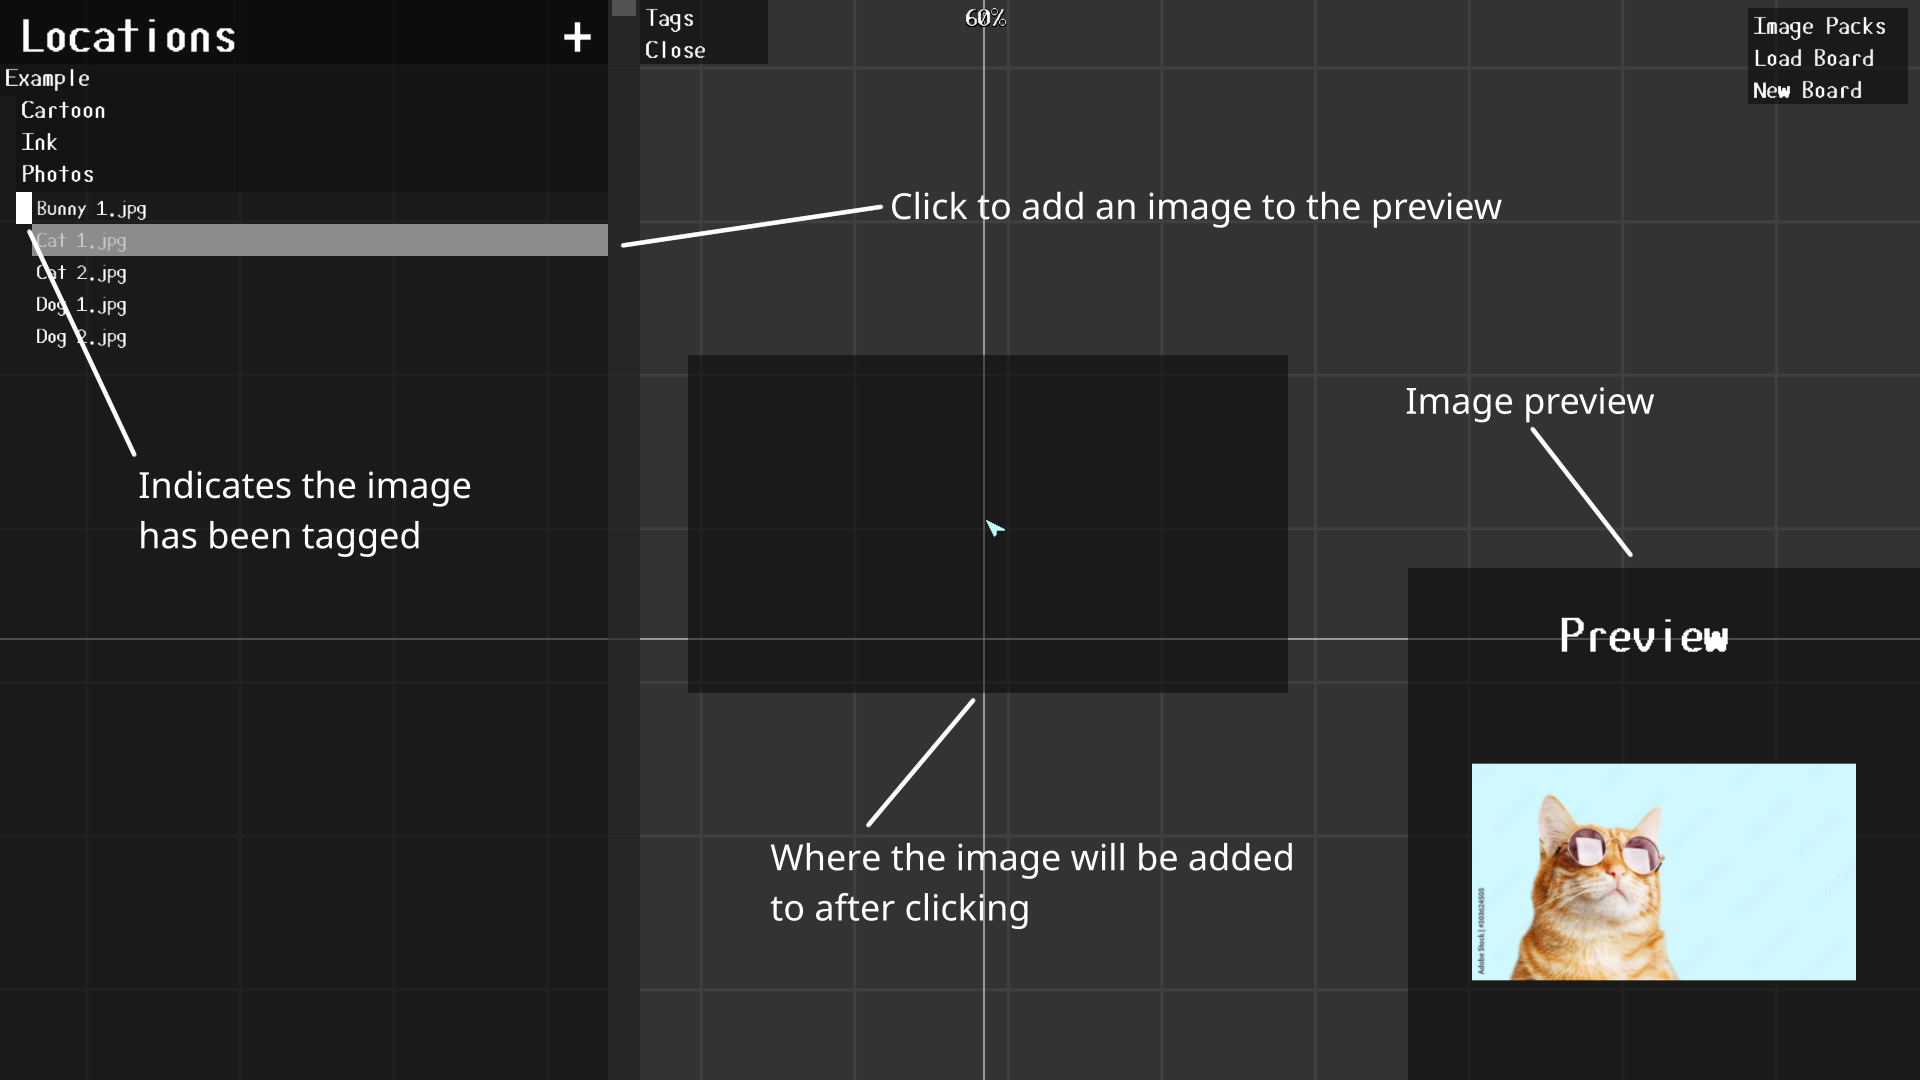 Locations +
Example
Cartoon
Ink
Photos
Bunny 1.jpg
Cat 1.jpg
Cat 2.jpg
Dog 1.jpg
Dog 2.jpg
Indicates the image
has been tagged
Tags
Close
60%
Image Packs
Load Board
New Board
Click to add an image to the preview
Image preview
Where the image will be added
to after clicking
Preview
Adobe Stock | #303624505